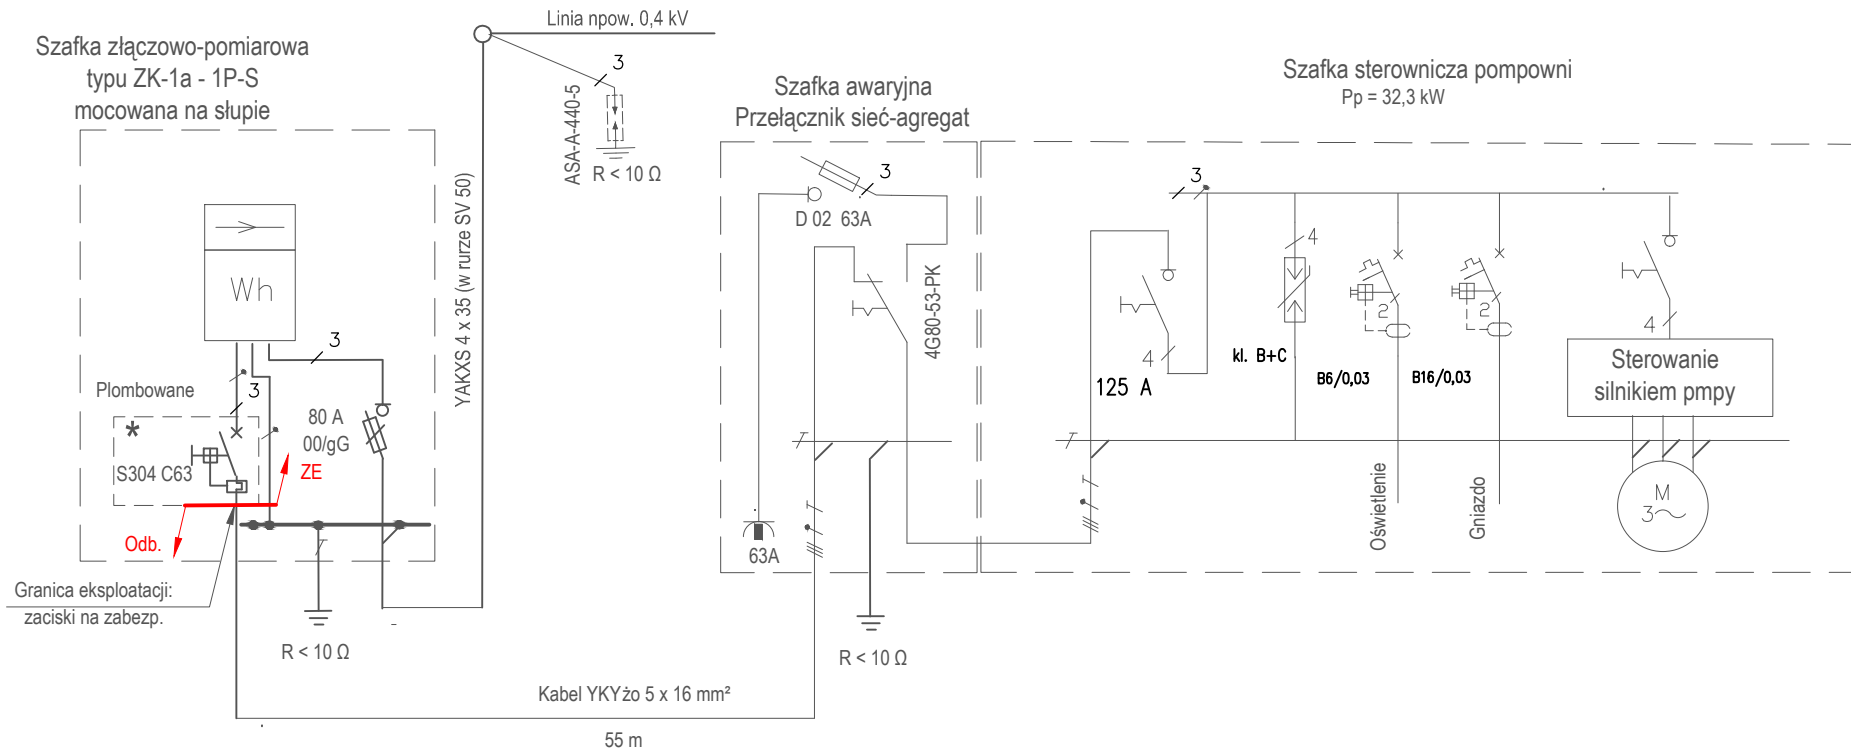 Linia npow. 0,4 kV
Szafka złączowo-pomiarowa
typu ZK-1a - 1P-S
mocowana na słupie
3
ASA-A-440-5
R < 10 Ω
Szafka awaryjna
Przełącznik sieć-agregat
Szafka sterownicza pompowni
Pp = 32,3 kW
YAKXS 4 x 35 (w rurze SV 50)
Wh
3
Plombowane
3
*
S304 C63
80 A
00/gG
ZE
Odb.
Granica eksploatacji:
zaciski na zabezp.
R < 10 Ω
3
D 02 63A
4G80-53-PK
63A
R < 10 Ω
Kabel YKYżo 5 x 16 mm²
55 m
3
4
125 A
4
kl. B+C
2
B6/0,03
2
B16/0,03
4
Sterowanie
silnikiem pmpy
Oświetlenie
Gniazdo
M
3~